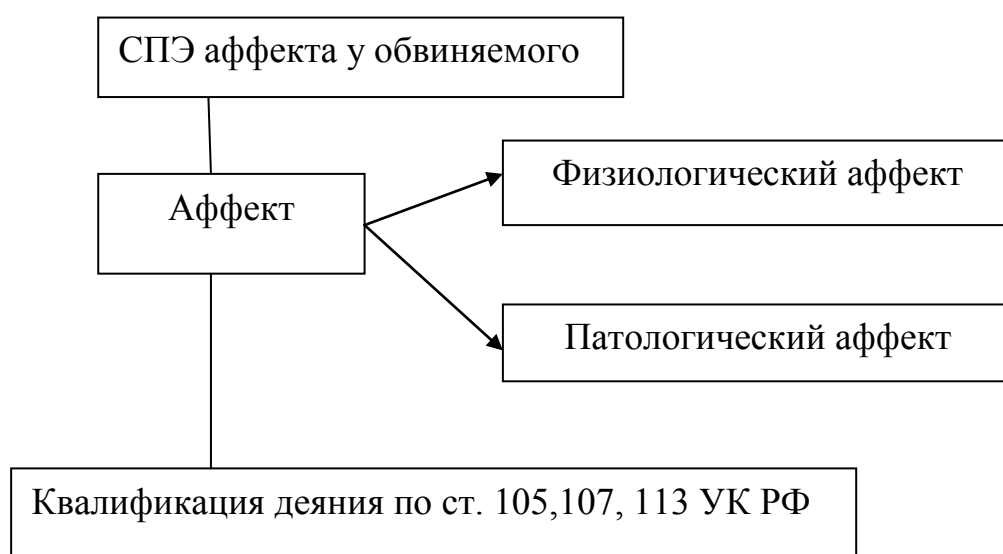 СПЭ аффекта у обвиняемого
Физиологический аффект
Аффект
Патологический аффект
Квалификация деяния по ст. 105,107, 113 УК РФ